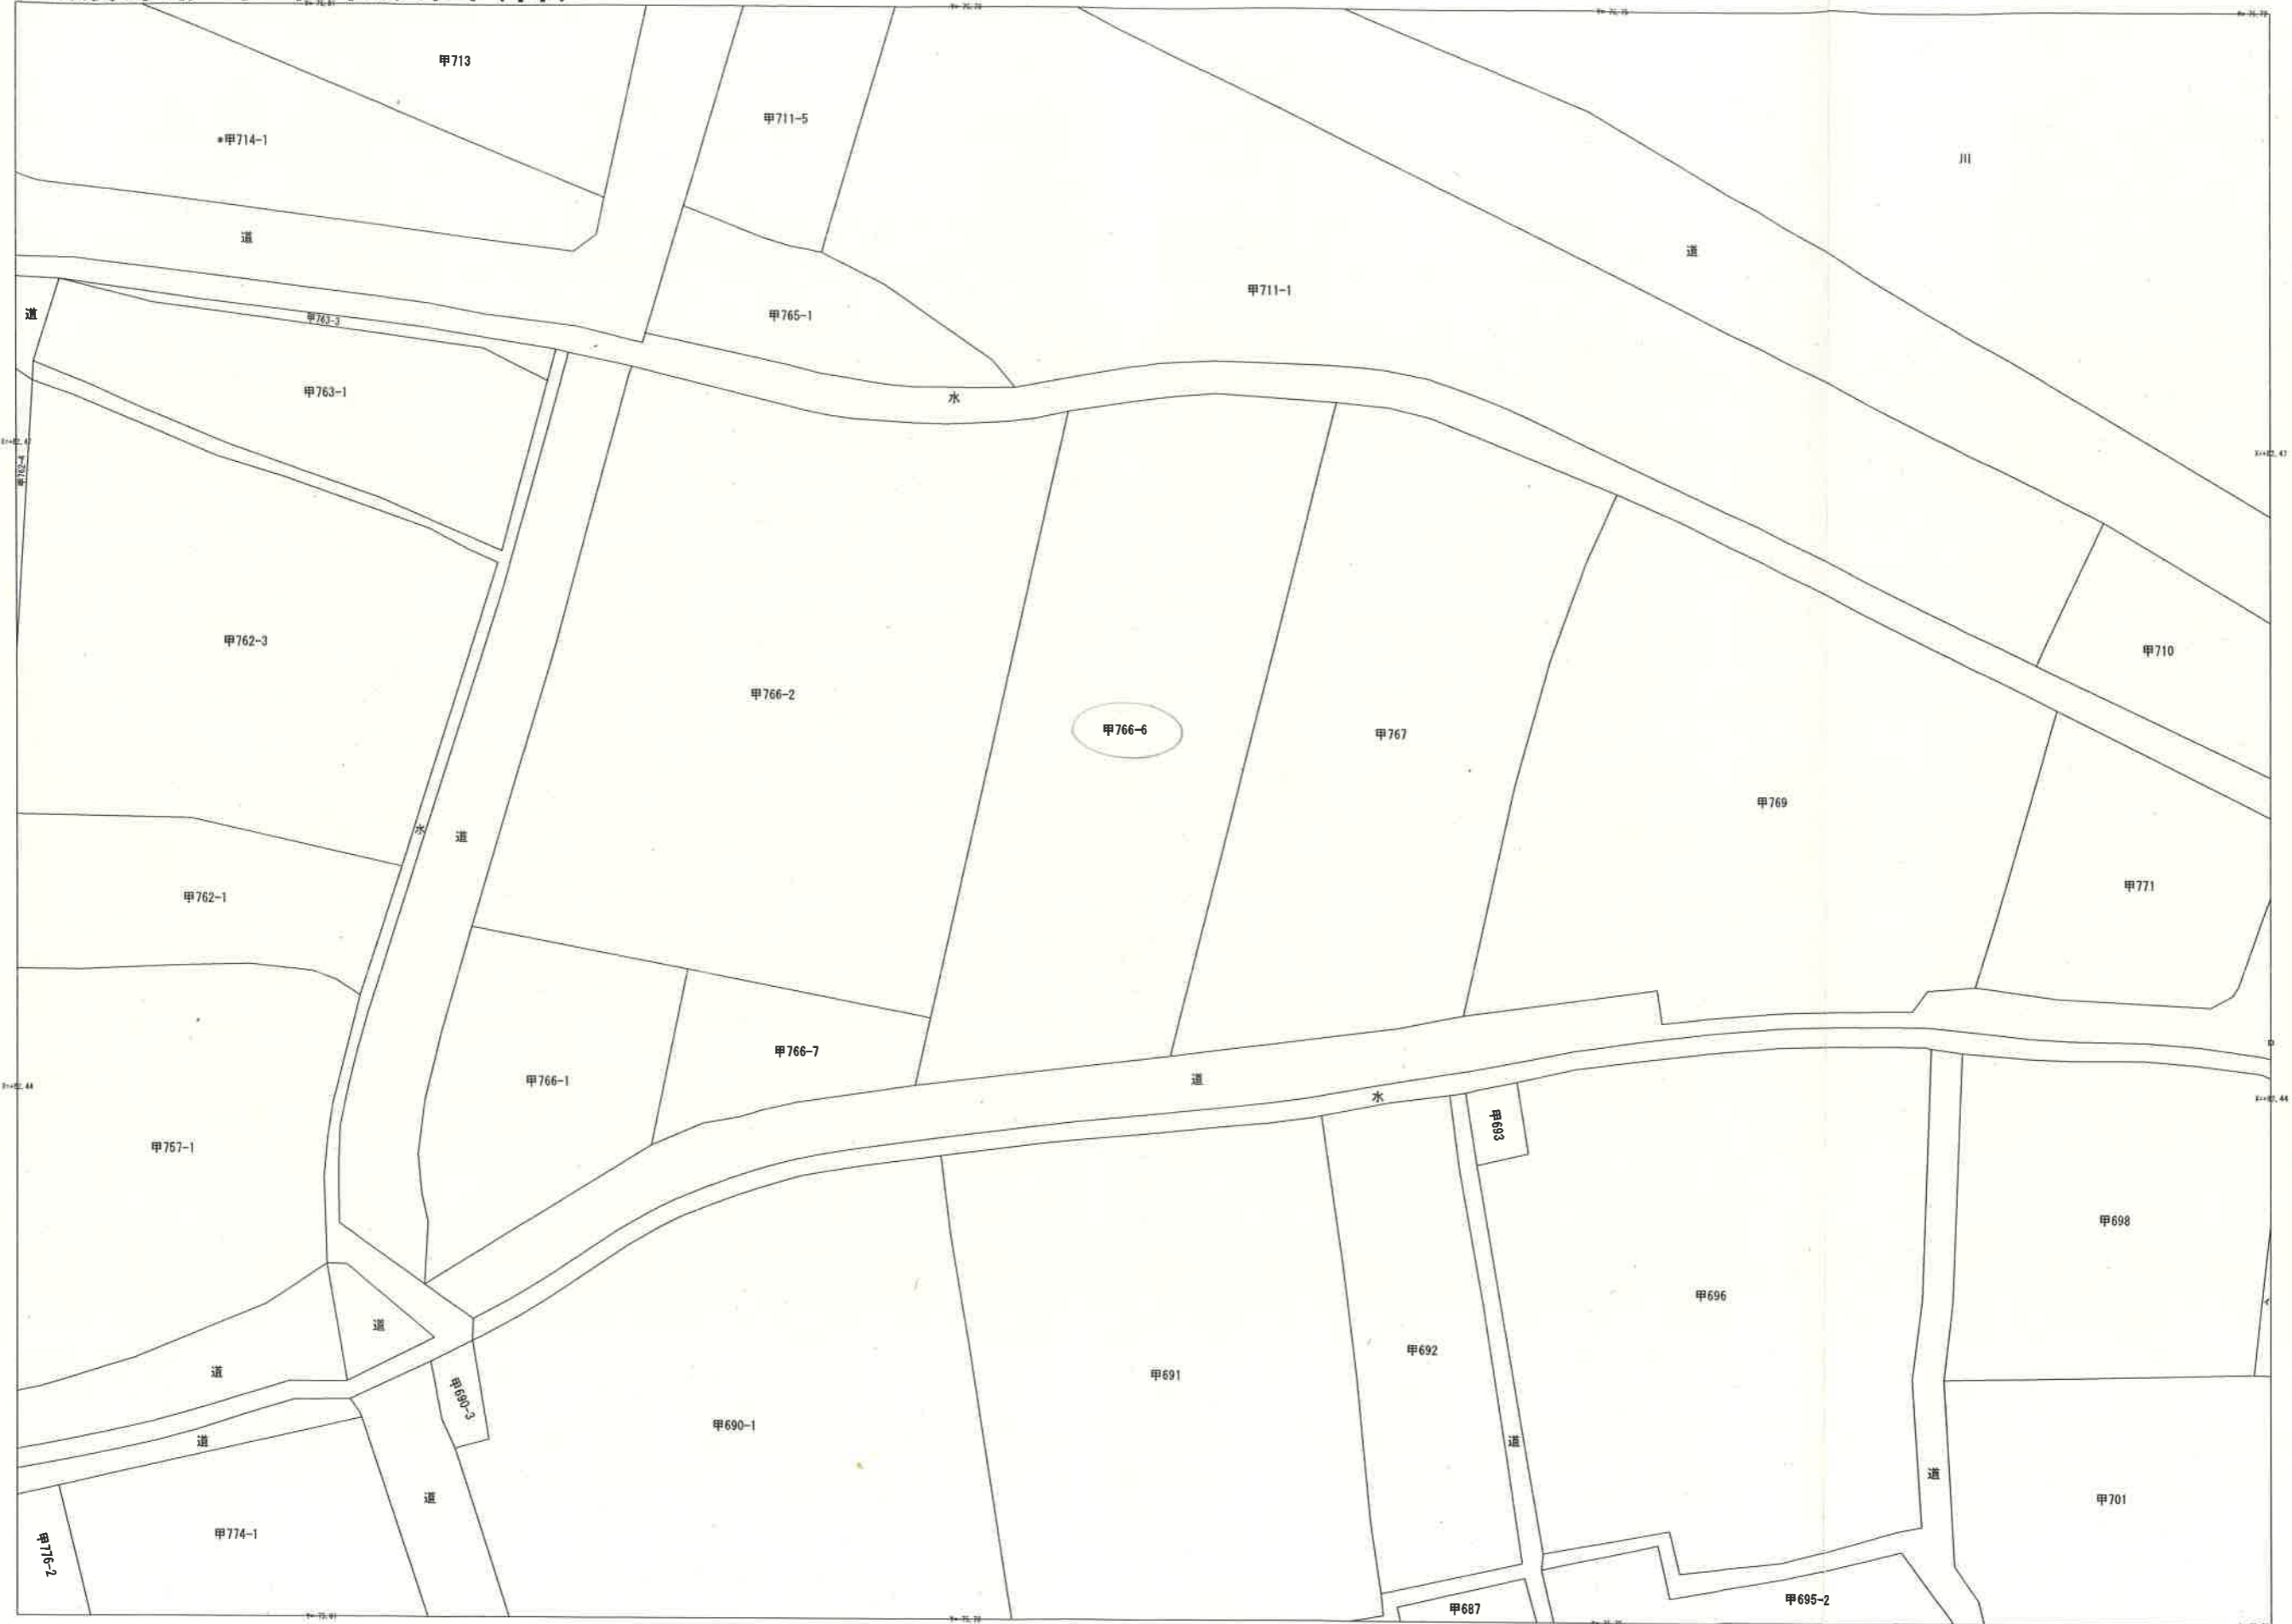 甲713
甲711-5
*甲714-1
川
道
道
甲711-1
道
甲765-1
甲763-3
甲763-1
水
甲762-4
甲762-3
甲710
甲766-2
甲766-6
甲767
甲769
水
道
甲771
甲762-1
甲766-7
甲766-1
道
水
甲693
甲757-1
甲698
甲696
イ
道
甲692
道
甲691
甲690-3
甲690-1
道
道
道
道
甲701
甲774-1
甲776-2
甲695-2
甲687